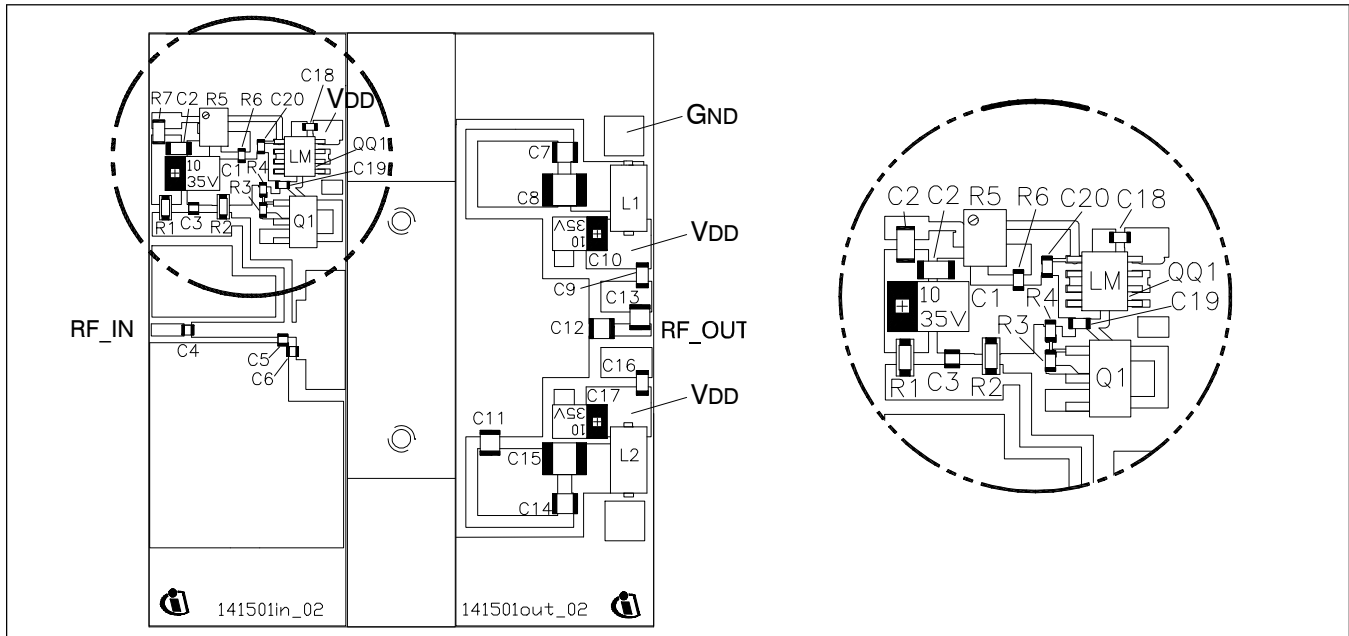 C18
R7 C2 R5 R6 C20 VDD
LM
QQ1
10
35V
C1
R4
R3
C19
R1 C3 R2
Q1
RF_IN
C4
C5
C6
141501in_02
GND
C7
C8
L1
10
35V
VDD
C10
C9
C13
C12
RF_OUT
C16
C17
10
35V
VDD
C11
C15
L2
C14
141501out_02
C2 C2 R5 R6 C20 C18
LM
QQ1
10
35V
C1
R4
R3
C19
R1 C3 R2
Q1